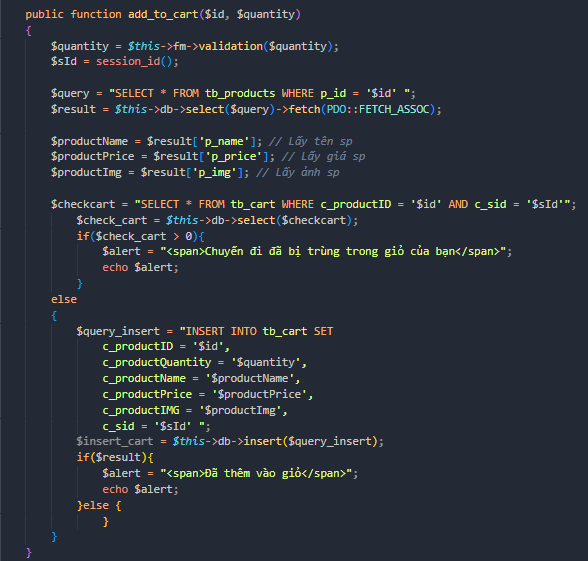 public function add_to_cart($id, $quantity)
{
$quantity = $this->fm->validation($quantity);
$sId = session_id();
$query = "SELECT * FROM tb_products WHERE p_id = '$id' ";
$result = $this->db->select($query)->fetch(PDO::FETCH_ASSOC);
$productName = $result['p_name']; // Lấy tên sp
$productPrice = $result['p_price']; // Lấy giá sp
$productImg = $result['p_img']; // Lấy ảnh sp
$checkcart = "SELECT * FROM tb_cart WHERE c_productID = '$id' AND c_sid = '$sId'";
$check_cart = $this->db->select($checkcart);
if($check_cart > 0){
$alert = "<span>Chuyến đi đã bị trùng trong giỏ của bạn</span>";
echo $alert;
}
else
{
$query_insert = "INSERT INTO tb_cart SET
c_productID = '$id',
c_productQuantity = '$quantity',
c_productName = '$productName',
c_productPrice = '$productPrice',
c_productIMG = '$productImg',
c_sid = '$sId' ";
$insert_cart = $this->db->insert($query_insert);
if($result){
$alert = "<span>Đã thêm vào giỏ</span>";
echo $alert;
}else {
}
}
}